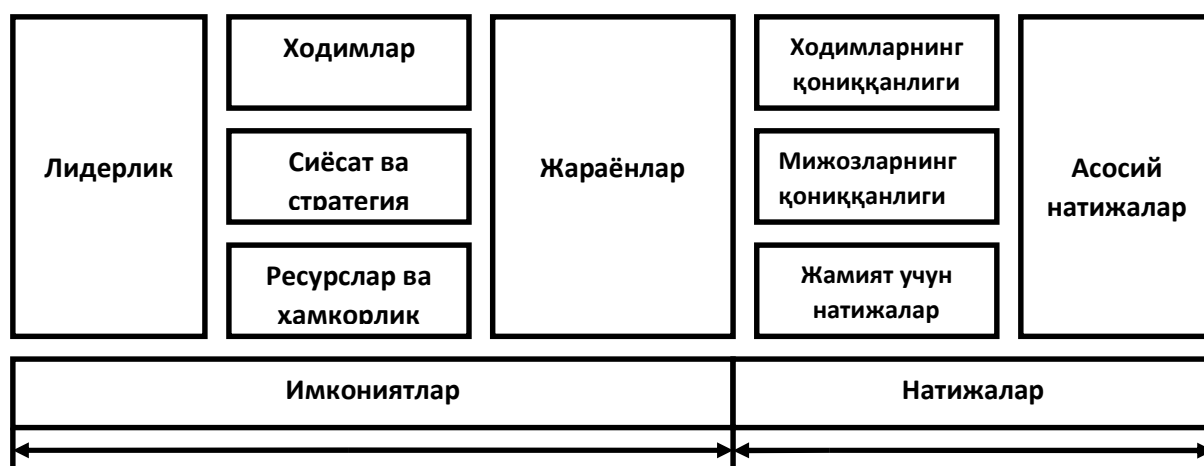 Лидерлик
Ходимлар
Сиёсат ва
стратегия
Ресурслар ва
ҳамкорлик
Жараёнлар
Ходимларнинг
қониққанлиги
Мижозларнинг
қониққанлиги
Жамият учун
натижалар
Асосий
натижалар
Имкониятлар
Натижалар